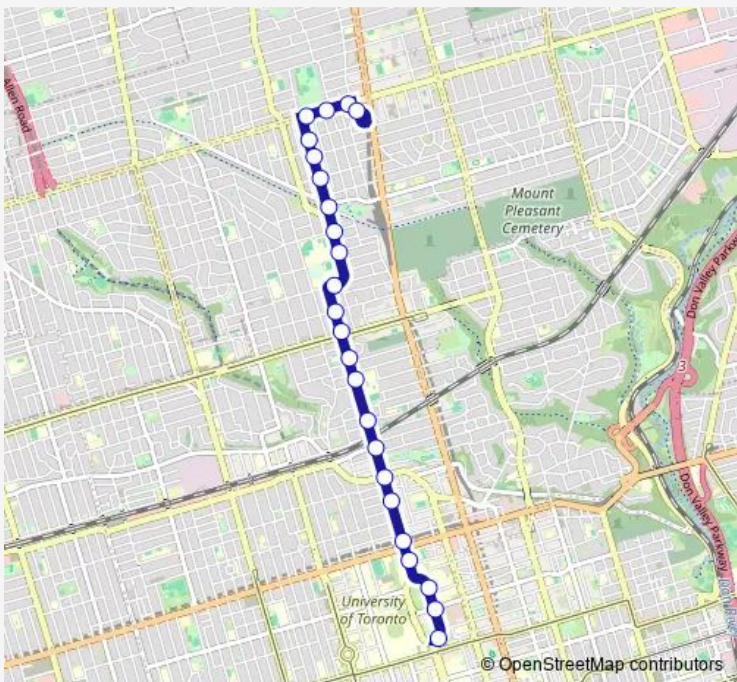 Allen Road
Mount
Pleasant
Cemetery
Don Valley Parkway
3
Don Valley Parkway
University
of Toronto
© OpenStreetMap contributors